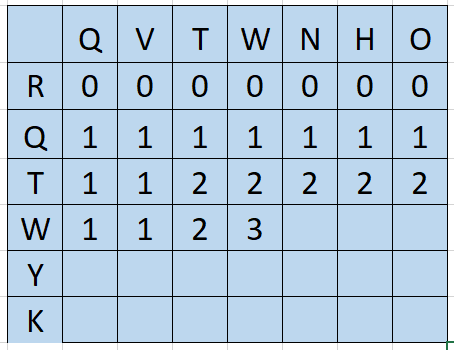 Q V T W N H O
R 0 0 0 0 0 0 0
Q 1 1 1 1 1 1 1
T 1 1 2 2 2 2 2
W 1 1 2 3
Y
K